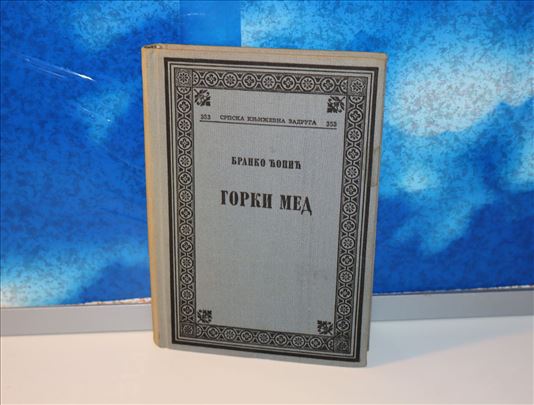 353 СРПСКА КЊИЖЕВНА ЗАДРУГА 353
БРАНКО ЋОПИЋ
ГОРКИ МЕД